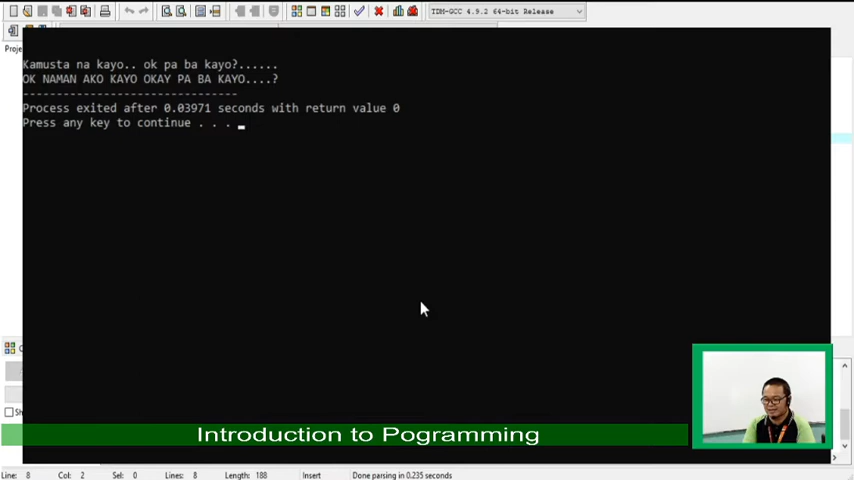 TDM-GCC 4.9.2 64-bit Release
Proje
Kamusta na kayo.. ok pa ba kayo?......
OK NAMAN AKO KAYO OKAY PA BA KAYO....?
--------------------------------
Process exited after 0.03971 seconds with return value 0
Press any key to continue . . .
Sh
Introduction to Pogramming
Line: 8 Col: 2 Sel: 0 Lines: 8 Length: 188 Insert Done parsing in 0.235 seconds